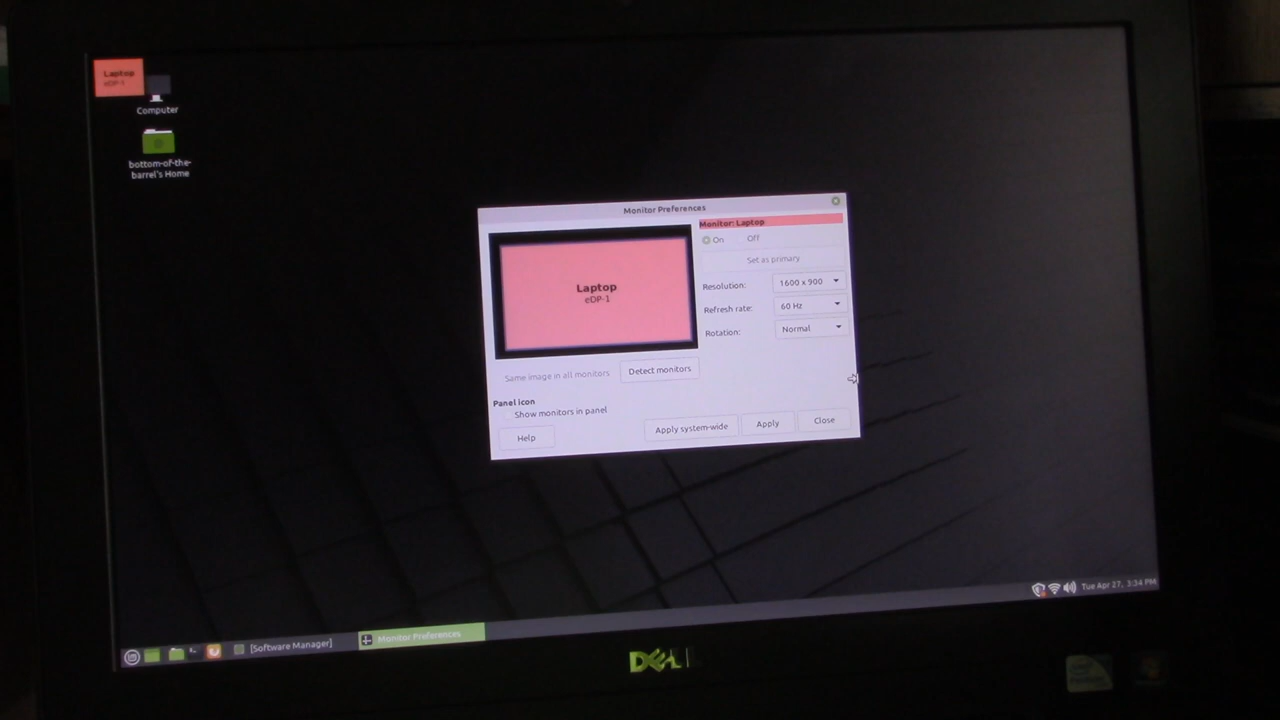 Laptop
eDP-1
Computer
bottom-of-the-
barrel's Home
Monitor Preferences
Monitor: Laptop
On Off
Set as primary
Laptop
eDP-1
Resolution: 1600 x 900
Refresh rate: 60 Hz
Rotation: Normal
Same image in all monitors Detect monitors
Panel icon
Show monitors in panel
Help Apply system-wide Apply Close
[Software Manager] Monitor Preferences Tue Apr 27, 3:34 PM
DELL